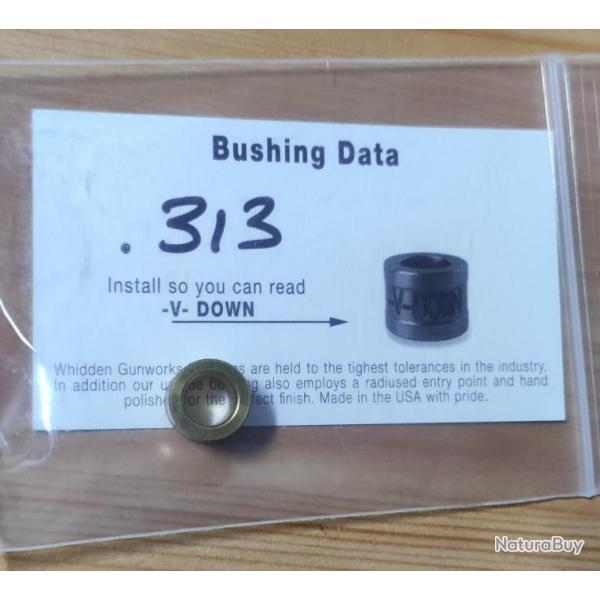 Bushing Data
.313
Install so you can read
-V- DOWN
-V-DOWN
Whidden Gunworks are held to the tighest tolerances in the industry.
In addition our also employs a radiused entry point and hand
for the finish. Made in the USA with pride.
NaturaBuy